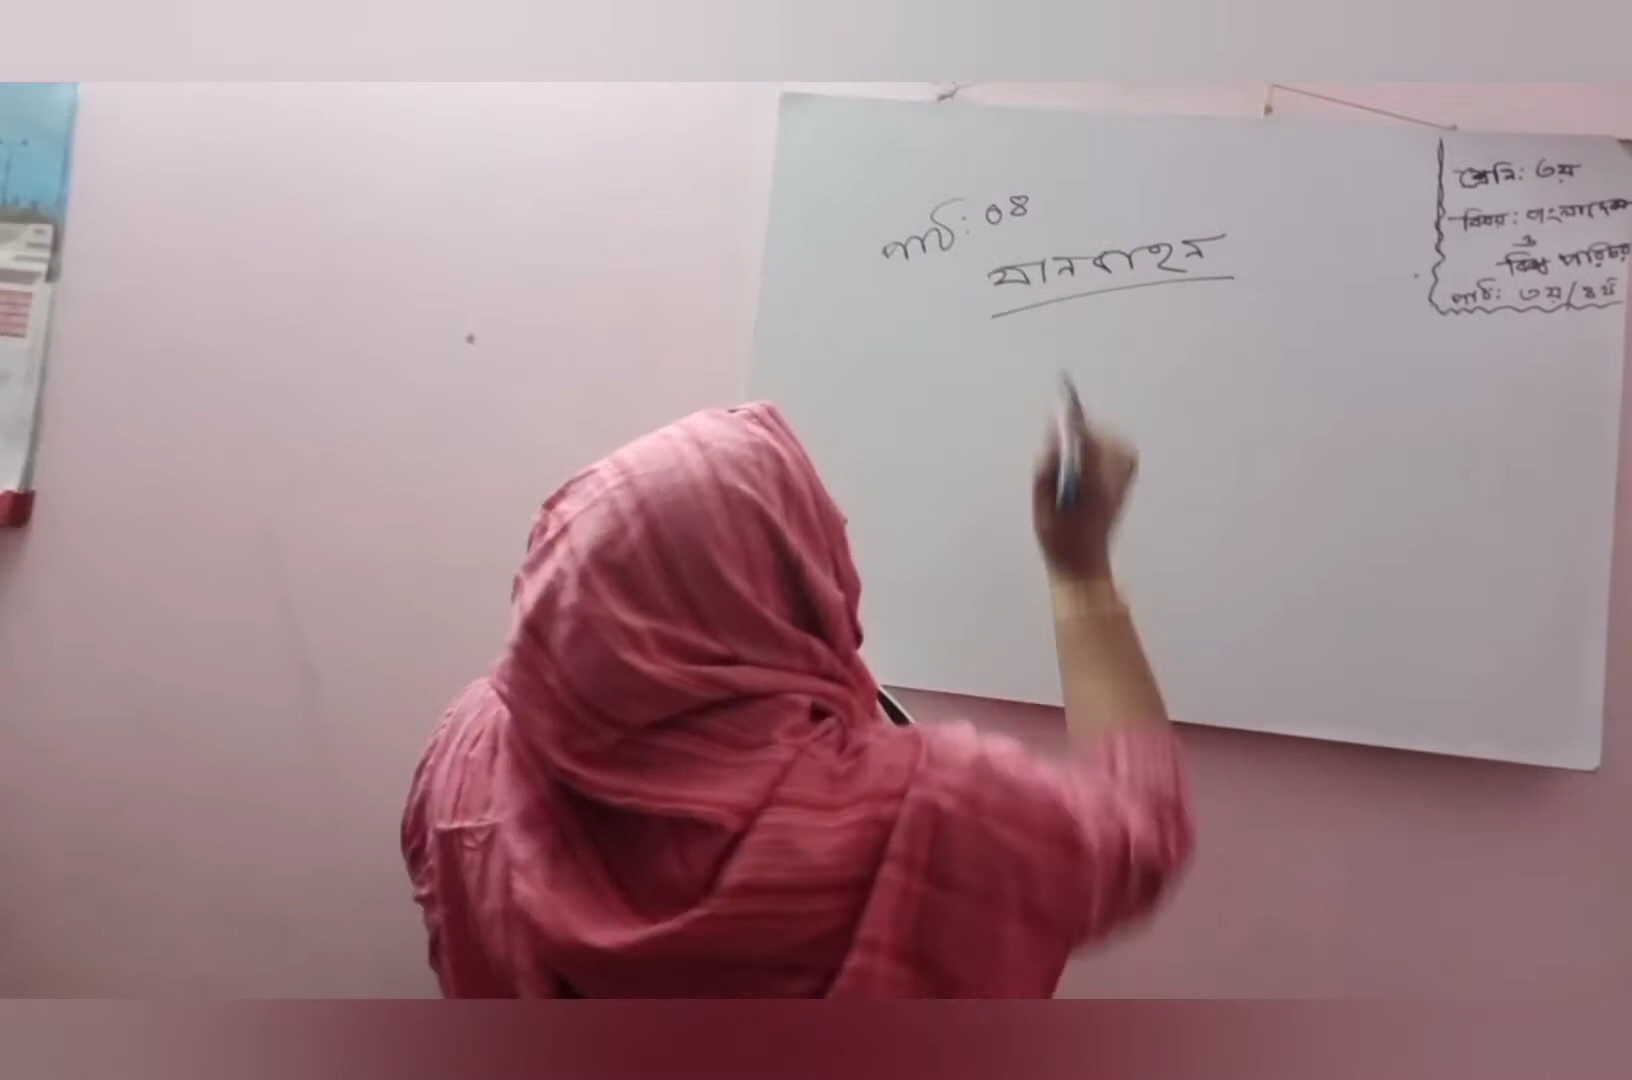 পাঠ: ০৪
যানবাহন
শ্রেনি: ৩য়
বিষয়: বাংলাদেশ
ও
বিশ্ব পরিচয়
পাঠ: ৩য়/৪র্থ